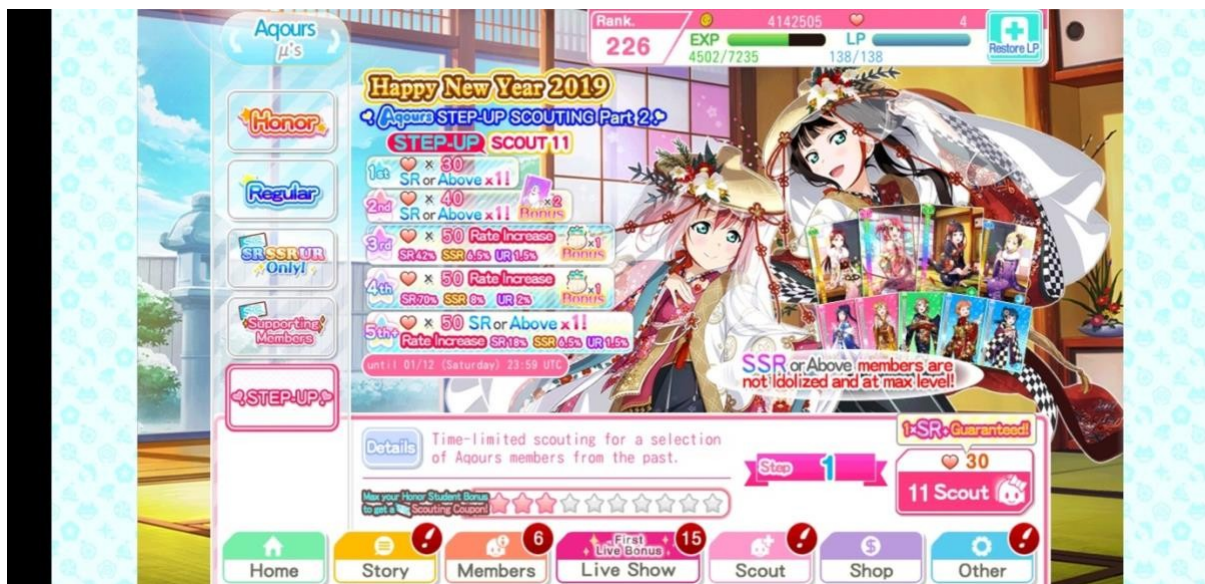 Aqours
μ's
Rank.
226
4142505
4
EXP
4502/7235
LP
138/138
Restore LP
Honor
Regular
SR SSR UR
Only!
Supporting
Members
STEP-UP
Happy New Year 2019
Aqours STEP-UP SCOUTING Part 2
STEP-UP SCOUT 11
1st × 30
SR or Above x1!
2nd × 40
SR or Above x1! x2 Bonus
3rd × 50 Rate Increase
SR 42% SSR 6.5% UR 1.5% x1 Bonus
4th × 50 Rate Increase
SR 70% SSR 8% UR 2% x1 Bonus
5th+ × 50 SR or Above x1!
Rate Increase SR 18% SSR 6.5% UR 1.5%
until 01/12 (Saturday) 23:59 UTC
SSR or Above members are
not Idolized and at max level!
Details
Time-limited scouting for a selection
of Aqours members from the past.
Step 1
1×SR+ Guaranteed!
30
11 Scout
Max your Honor Student Bonus
to get a Scouting Coupon!
Home
Story
6
Members
First
Live Bonus
15
Live Show
Scout
Shop
Other